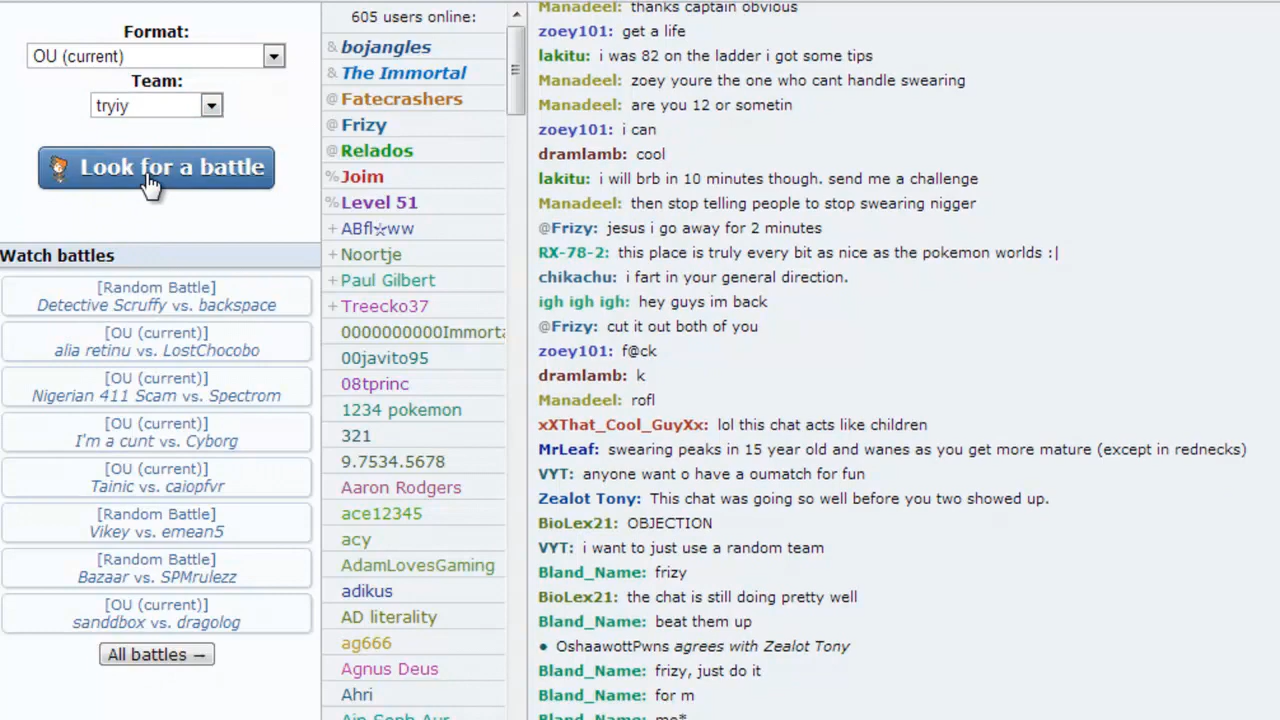 Format:
OU (current)
Team:
tryiy
Look for a battle
Watch battles
[Random Battle]
Detective Scruffy vs. backspace
[OU (current)]
alia retinu vs. LostChocobo
[OU (current)]
Nigerian 411 Scam vs. Spectrom
[OU (current)]
I'm a cunt vs. Cyborg
[OU (current)]
Tainic vs. caiopfvr
[Random Battle]
Vikey vs. emean5
[Random Battle]
Bazaar vs. SPMrulezz
[OU (current)]
sanddbox vs. dragolog
All battles →
605 users online:
& bojangles
& The Immortal
@ Fatecrashers
@ Frizy
@ Relados
% Joim
% Level 51
+ ABfl☆ww
+ Noortje
+ Paul Gilbert
+ Treecko37
0000000000Immorta
00javito95
08tprinc
1234 pokemon
321
9.7534.5678
Aaron Rodgers
ace12345
acy
AdamLovesGaming
adikus
AD literality
ag666
Agnus Deus
Ahri
Ain Soph Aur
Manadeel: thanks captain obvious
zoey101: get a life
lakitu: i was 82 on the ladder i got some tips
Manadeel: zoey youre the one who cant handle swearing
Manadeel: are you 12 or sometin
zoey101: i can
dramlamb: cool
lakitu: i will brb in 10 minutes though. send me a challenge
Manadeel: then stop telling people to stop swearing nigger
@Frizy: jesus i go away for 2 minutes
RX-78-2: this place is truly every bit as nice as the pokemon worlds :|
chikachu: i fart in your general direction.
igh igh igh: hey guys im back
@Frizy: cut it out both of you
zoey101: f@ck
dramlamb: k
Manadeel: rofl
xXThat_Cool_GuyXx: lol this chat acts like children
MrLeaf: swearing peaks in 15 year old and wanes as you get more mature (except in rednecks)
VYT: anyone want o have a oumatch for fun
Zealot Tony: This chat was going so well before you two showed up.
BioLex21: OBJECTION
VYT: i want to just use a random team
Bland_Name: frizy
BioLex21: the chat is still doing pretty well
Bland_Name: beat them up
• OshaawottPwns agrees with Zealot Tony
Bland_Name: frizy, just do it
Bland_Name: for m
Bland_Name: me*